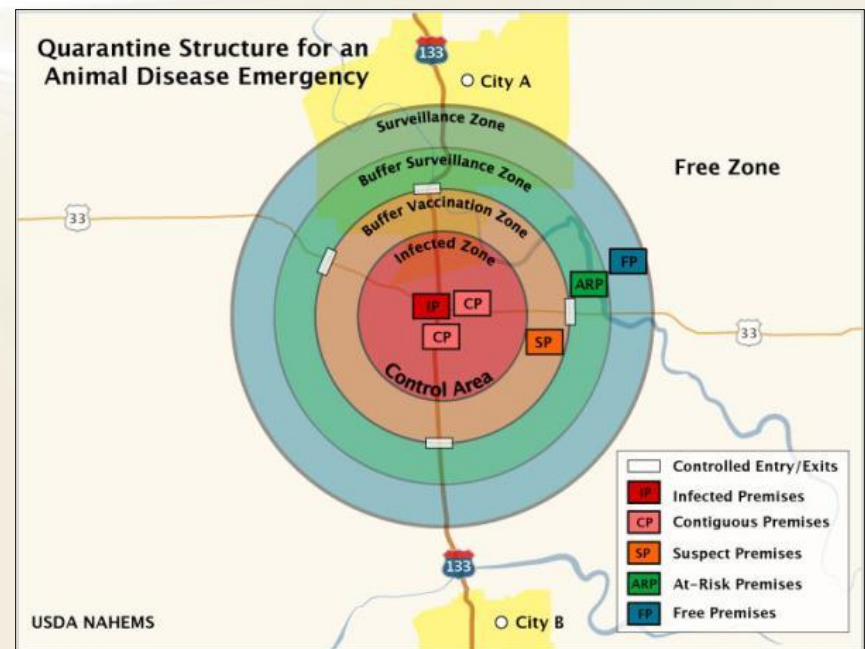 Quarantine Structure for an
Animal Disease Emergency
133
City A
Surveillance Zone
Buffer Surveillance Zone
Free Zone
33
Buffer Vaccination Zone
Infected Zone
FP
ARP
IP
CP
CP
SP
33
Control Area
Controlled Entry/Exits
IP Infected Premises
CP Contiguous Premises
SP Suspect Premises
ARP At-Risk Premises
FP Free Premises
133
City B
USDA NAHEMS